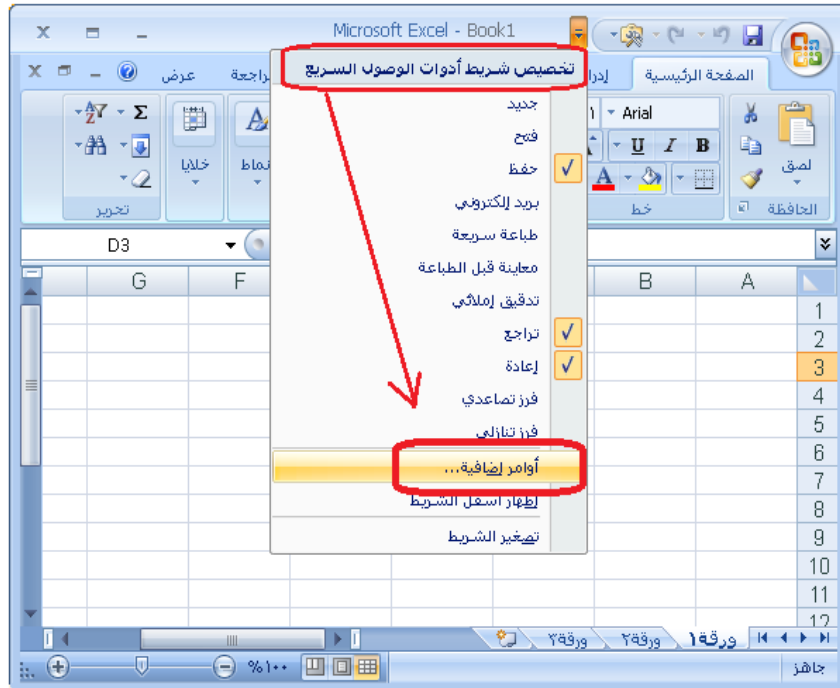 Microsoft Excel - Book1
الصفحة الرئيسية
عرض
Arial
B I U
لصق
خلايا
الحافظة
خط
تحرير
D3
تخصيص شريط أدوات الوصول السريع
جديد
فتح
حفظ
بريد إلكتروني
طباعة سريعة
معاينة قبل الطباعة
تدقيق إملائي
تراجع
إعادة
فرز تصاعدي
فرز تنازلي
أوامر إضافية...
إظهار أسفل الشريط
تصغير الشريط
A B F G
1
2
3
4
5
6
7
8
9
10
11
12
ورقة١ ورقة٢ ورقة٣
جاهز
%١٠٠